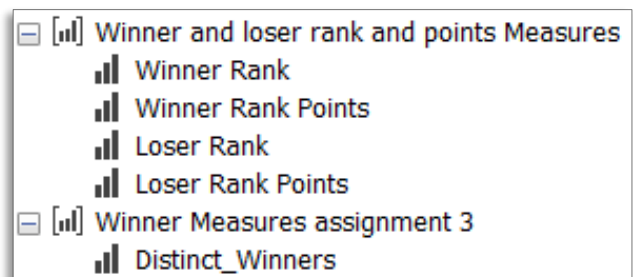 Winner and loser rank and points Measures
Winner Rank
Winner Rank Points
Loser Rank
Loser Rank Points
Winner Measures assignment 3
Distinct_Winners